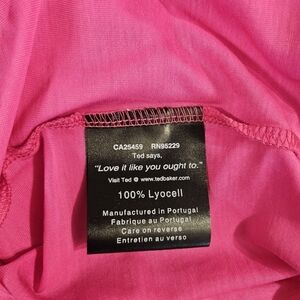 CA25459 RN95229
Ted says,
"Love it like you ought to."
Visit Ted @ www.tedbaker.com
100% Lyocell
Manufactured in Portugal
Fabrique au Portugal
Care on reverse
Entretien au verso